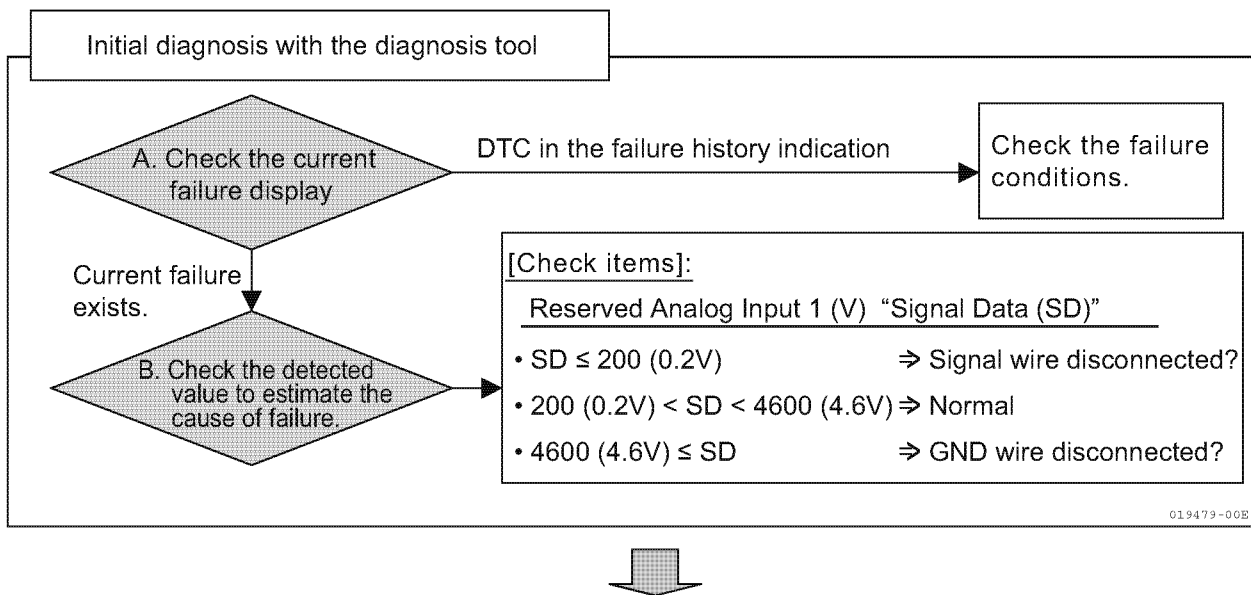 Initial diagnosis with the diagnosis tool
A. Check the current
failure display
DTC in the failure history indication
Check the failure
conditions.
Current failure
exists.
B. Check the detected
value to estimate the
cause of failure.
[Check items]:
Reserved Analog Input 1 (V) “Signal Data (SD)”
• SD ≤ 200 (0.2V) ⇒ Signal wire disconnected?
• 200 (0.2V) < SD < 4600 (4.6V) ⇒ Normal
• 4600 (4.6V) ≤ SD ⇒ GND wire disconnected?
019479-00E